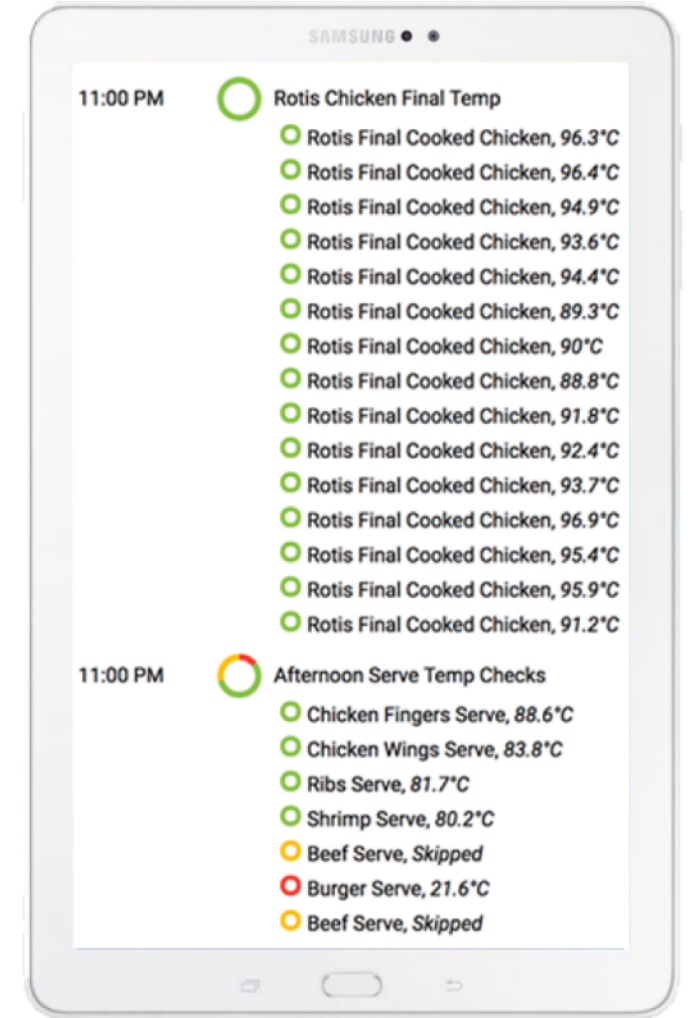 SAMSUNG
11:00 PM Rotis Chicken Final Temp
Rotis Final Cooked Chicken, 96.3°C
Rotis Final Cooked Chicken, 96.4°C
Rotis Final Cooked Chicken, 94.9°C
Rotis Final Cooked Chicken, 93.6°C
Rotis Final Cooked Chicken, 94.4°C
Rotis Final Cooked Chicken, 89.3°C
Rotis Final Cooked Chicken, 90°C
Rotis Final Cooked Chicken, 88.8°C
Rotis Final Cooked Chicken, 91.8°C
Rotis Final Cooked Chicken, 92.4°C
Rotis Final Cooked Chicken, 93.7°C
Rotis Final Cooked Chicken, 96.9°C
Rotis Final Cooked Chicken, 95.4°C
Rotis Final Cooked Chicken, 95.9°C
Rotis Final Cooked Chicken, 91.2°C
11:00 PM Afternoon Serve Temp Checks
Chicken Fingers Serve, 88.6°C
Chicken Wings Serve, 83.8°C
Ribs Serve, 81.7°C
Shrimp Serve, 80.2°C
Beef Serve, Skipped
Burger Serve, 21.6°C
Beef Serve, Skipped